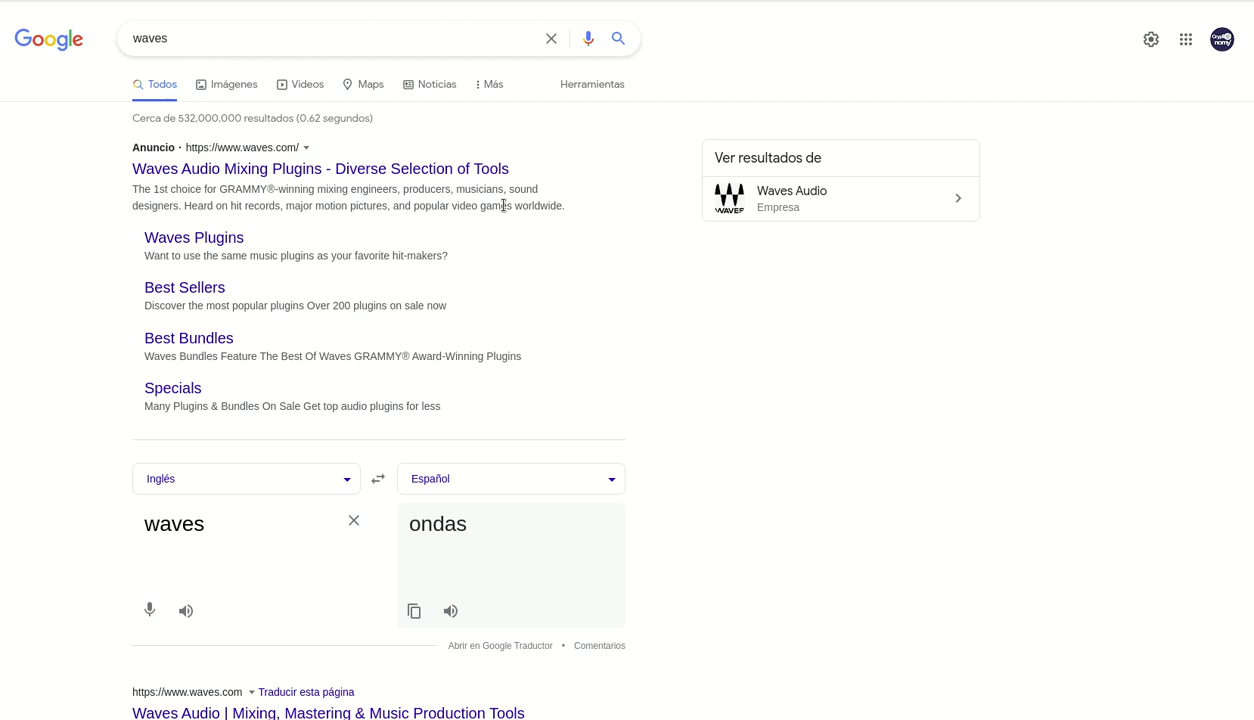 Google
waves
Todos
Imágenes
Videos
Maps
Noticias
Más
Herramientas
Cerca de 532,000,000 resultados (0.62 segundos)
Anuncio · https://www.waves.com/
Waves Audio Mixing Plugins - Diverse Selection of Tools
The 1st choice for GRAMMY®-winning mixing engineers, producers, musicians, sound
designers. Heard on hit records, major motion pictures, and popular video games worldwide.
Waves Plugins
Want to use the same music plugins as your favorite hit-makers?
Best Sellers
Discover the most popular plugins Over 200 plugins on sale now
Best Bundles
Waves Bundles Feature The Best Of Waves GRAMMY® Award-Winning Plugins
Specials
Many Plugins & Bundles On Sale Get top audio plugins for less
Ver resultados de
WAVES
Waves Audio
Empresa
Inglés
Español
waves
ondas
Abrir en Google Traductor • Comentarios
https://www.waves.com Traducir esta página
Waves Audio | Mixing, Mastering & Music Production Tools